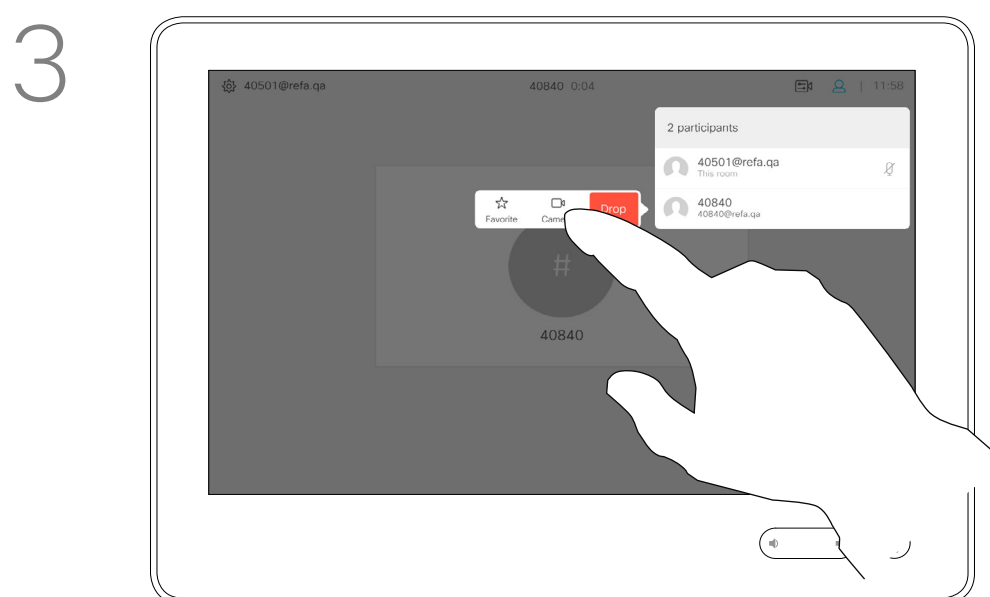 3
40501@refa.qa
40840 0:04
| 11:58
2 participants
40501@refa.qa
This room
40840
40840@refa.qa
Favorite
Drop
#
40840